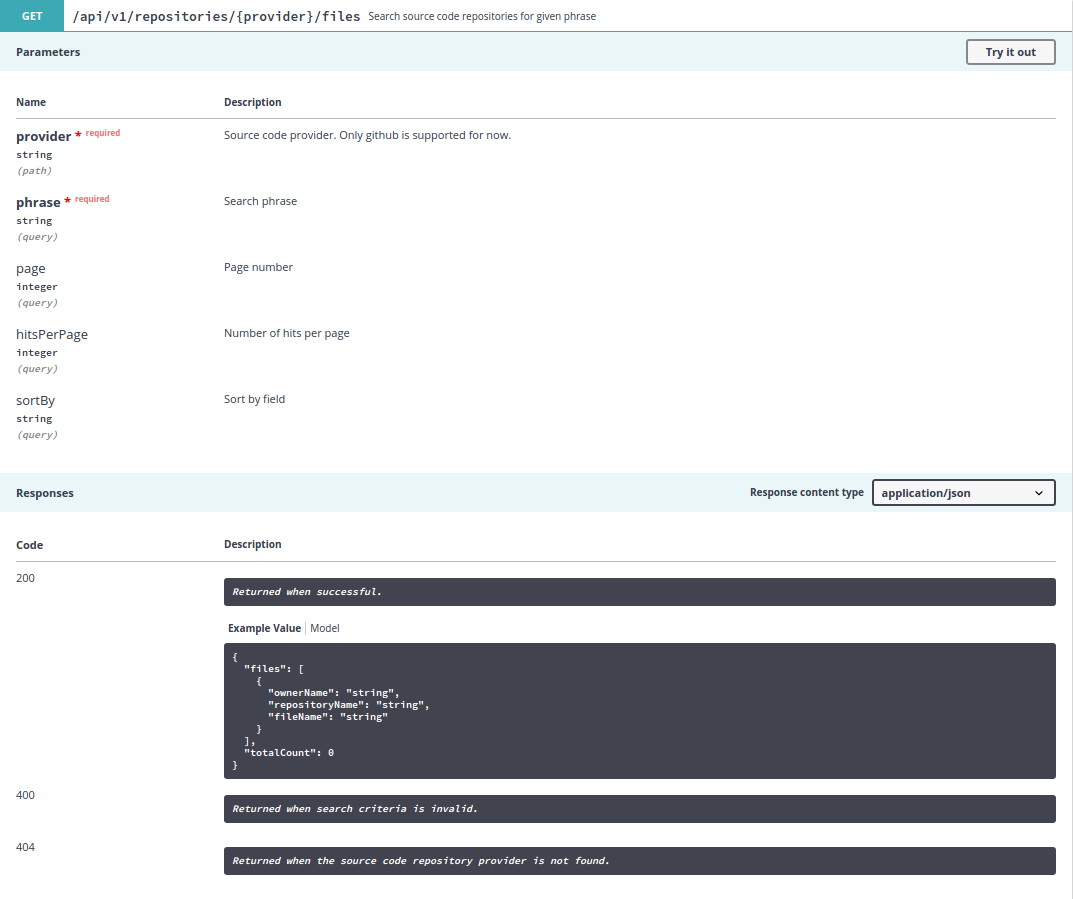 GET /api/v1/repositories/{provider}/files Search source code repositories for given phrase
Parameters
Try it out
Name Description
provider * required Source code provider. Only github is supported for now.
string
(path)
phrase * required Search phrase
string
(query)
page Page number
integer
(query)
hitsPerPage Number of hits per page
integer
(query)
sortBy Sort by field
string
(query)
Responses Response content type application/json
Code Description
200
Returned when successful.
Example Value Model
{
"files": [
{
"ownerName": "string",
"repositoryName": "string",
"fileName": "string"
}
],
"totalCount": 0
}
400
Returned when search criteria is invalid.
404
Returned when the source code repository provider is not found.